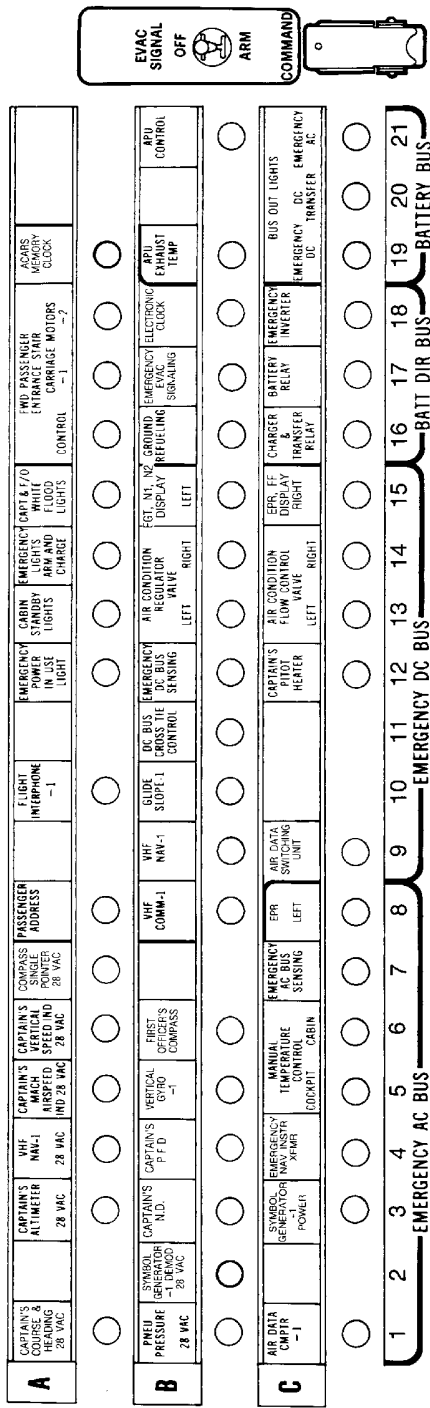 EVAC
SIGNAL
OFF
ARM
COMMAND
A
CAPTAIN'S
COURSE &
HEADING
28 VAC
CAPTAIN'S
ALTIMETER
28 VAC
VHF
NAV-1
28 VAC
CAPTAIN'S
MACH
AIRSPEED
IND 28 VAC
CAPTAIN'S
VERTICAL
SPEED IND
28 VAC
COMPASS
SINGLE
POINTER
28 VAC
PASSENGER
ADDRESS
FLIGHT
INTERPHONE
-1
EMERGENCY
POWER
IN USE
LIGHT
CABIN
STANDBY
LIGHTS
EMERGENCY
LIGHTS
ARM AND
CHARGE
CAPT & F/O
WHITE
FLOOD
LIGHTS
FWD PASSENGER
ENTRANCE STAIR
CARRIAGE MOTORS
CONTROL -1 -2
ACARS
MEMORY
CLOCK
B
PNEU
PRESSURE
28 VAC
SYMBOL
GENERATOR
-1 DEMOD
28 VAC
CAPTAIN'S
N.D.
CAPTAIN'S
P F D
VERTICAL
GYRO
-1
FIRST
OFFICER'S
COMPASS
VHF
COMM-1
VHF
NAV-1
GLIDE
SLOPE-1
DC BUS
CROSS TIE
CONTROL
EMERGENCY
DC BUS
SENSING
AIR CONDITION
REGULATOR
VALVE
LEFT RIGHT
EGT, N1, N2
DISPLAY
LEFT
GROUND
REFUELING
EMERGENCY
EVAC
SIGNALING
ELECTRONIC
CLOCK
APU
EXHAUST
TEMP
APU
CONTROL
C
AIR DATA
CMPTR
-1
SYMBOL
GENERATOR
-1
POWER
EMERGENCY
NAV INSTR
XFMR
MANUAL
TEMPERATURE
CONTROL
COCKPIT CABIN
EMERGENCY
AC BUS
SENSING
EPR
LEFT
AIR DATA
SWITCHING
UNIT
CAPTAIN'S
PITOT
HEATER
AIR CONDITION
FLOW CONTROL
VALVE
LEFT RIGHT
EPR, FF
DISPLAY
RIGHT
CHARGER
&
TRANSFER
RELAY
BATTERY
RELAY
EMERGENCY
INVERTER
BUS OUT LIGHTS
EMERGENCY DC EMERGENCY
DC TRANSFER AC
1 2 3 4 5 6 7 8 9 10 11 12 13 14 15 16 17 18 19 20 21
EMERGENCY AC BUS EMERGENCY DC BUS BATT DIR BUS BATTERY BUS